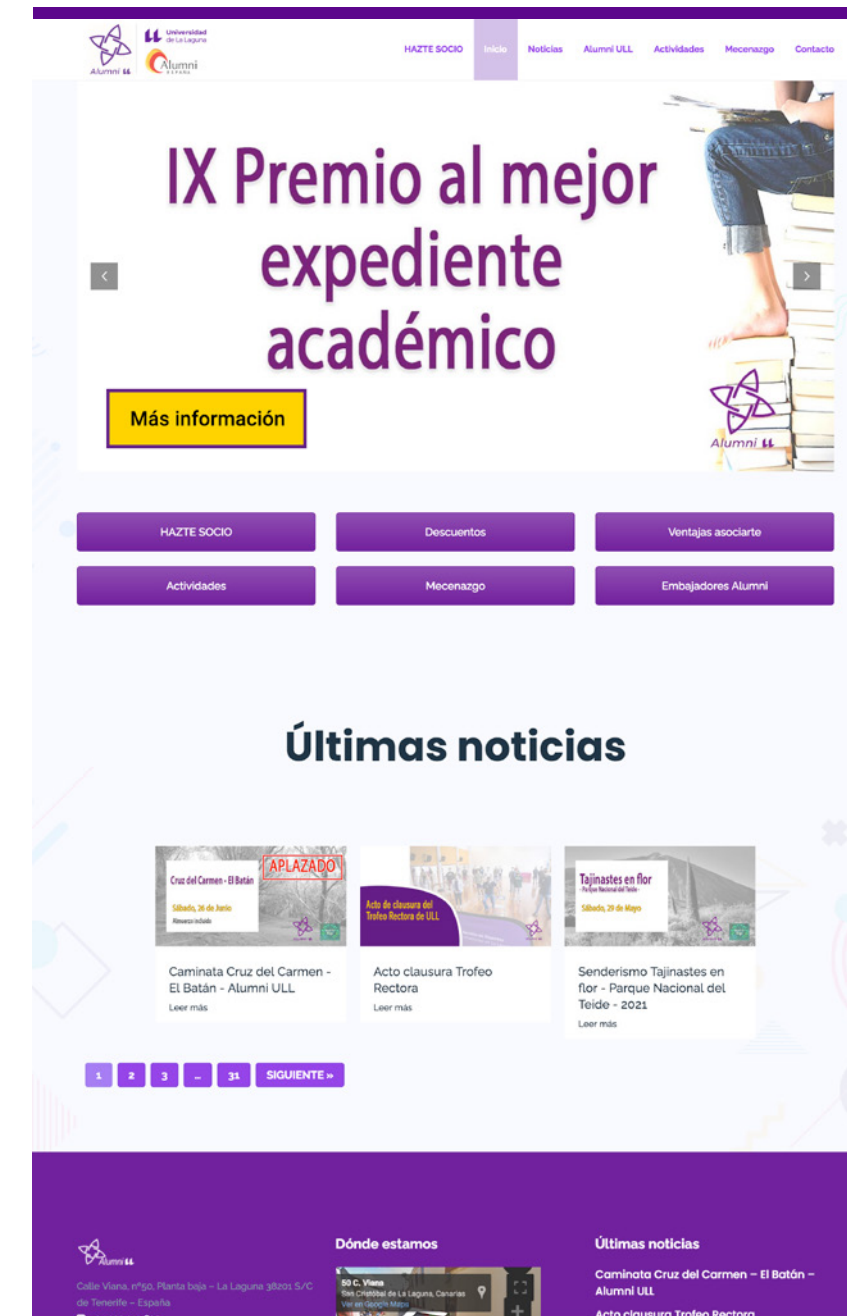 Alumni
Universidad
de La Laguna
Alumni
ESPAÑA
HAZTE SOCIO
Inicio
Noticias
Alumni ULL
Actividades
Mecenazgo
Contacto
IX Premio al mejor
expediente
académico
Más información
Alumni
HAZTE SOCIO
Descuentos
Ventajas asociarte
Actividades
Mecenazgo
Embajadores Alumni
Últimas noticias
APLAZADO
Cruz del Carmen - El Batán
Sábado, 26 de Junio
Almuerzo incluido
Caminata Cruz del Carmen -
El Batán - Alumni ULL
Leer más
Acto de clausura del
Trofeo Rectora de ULL
Acto clausura Trofeo
Rectora
Leer más
Tajinastes en flor
- Parque Nacional del Teide -
Sábado, 29 de Mayo
Senderismo Tajinastes en
flor - Parque Nacional del
Teide - 2021
Leer más
1
2
3
...
31
SIGUIENTE »
Alumni
Calle Viana, nº50, Planta baja – La Laguna 38201 S/C
de Tenerife – España
Dónde estamos
50 C. Viana
San Cristóbal de La Laguna, Canarias
Ver en Google Maps
Últimas noticias
Caminata Cruz del Carmen – El Batán –
Alumni ULL
Acto clausura Trofeo Rectora